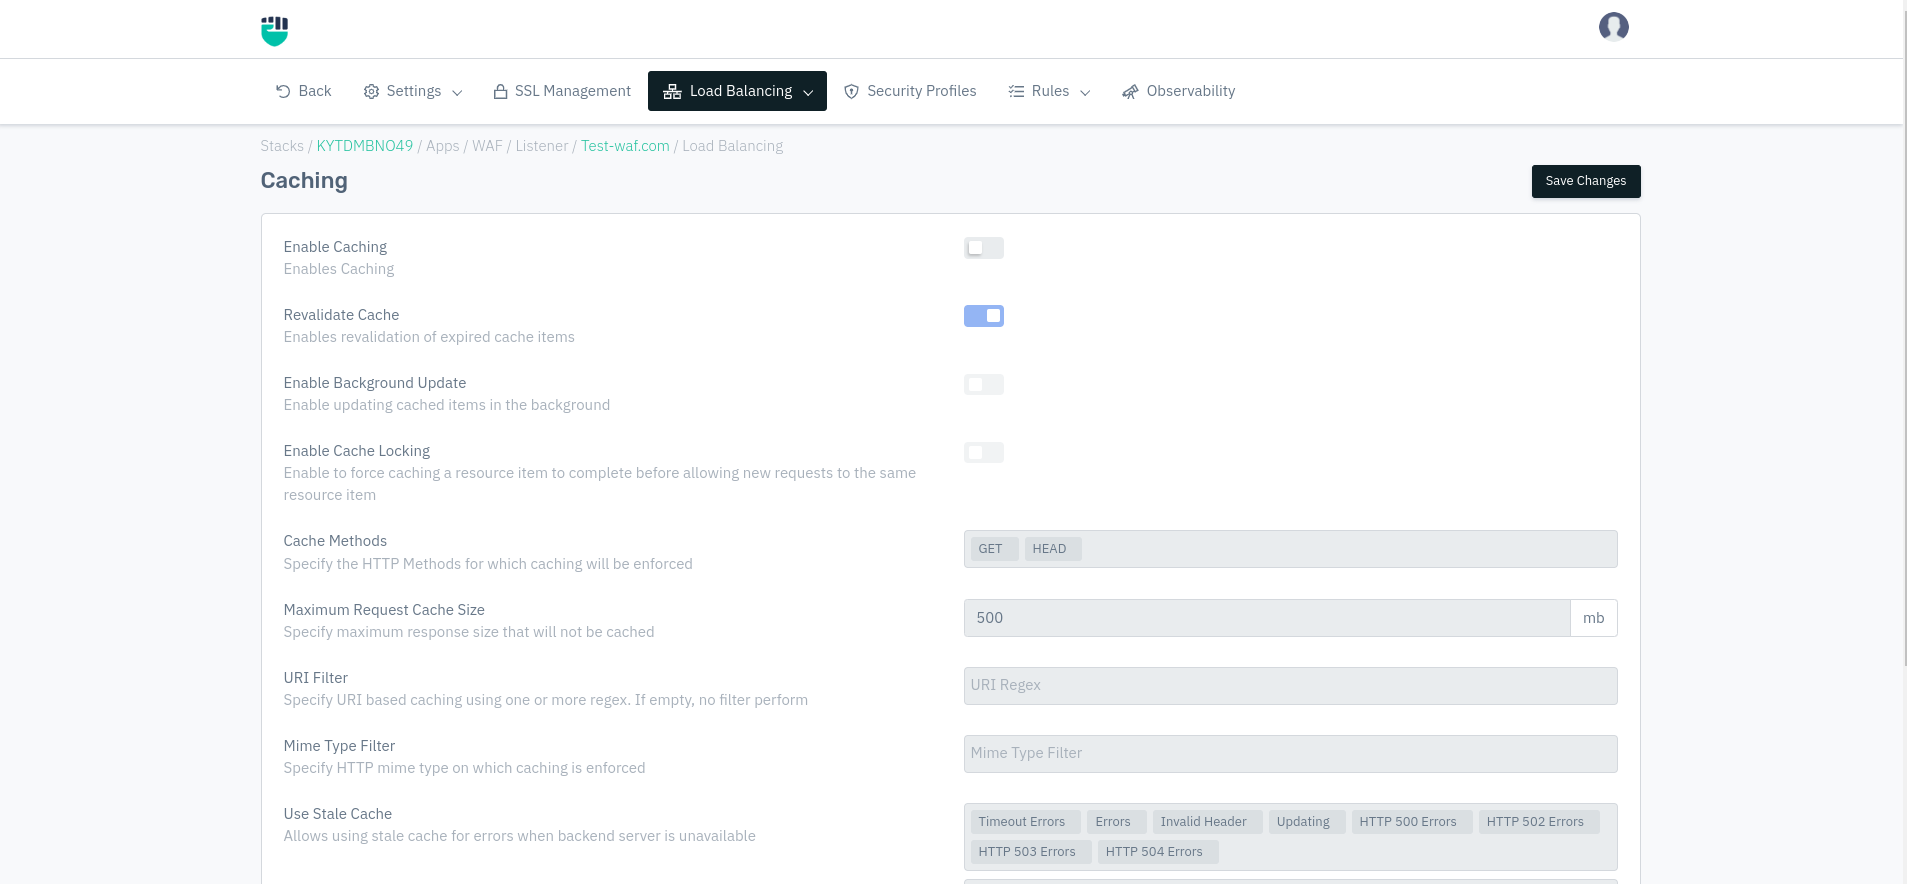 Back Settings SSL Management Load Balancing Security Profiles Rules Observability
Stacks / KYTDMBNO49 / Apps / WAF / Listener / Test-waf.com / Load Balancing
Caching
Save Changes
Enable Caching
Enables Caching
Revalidate Cache
Enables revalidation of expired cache items
Enable Background Update
Enable updating cached items in the background
Enable Cache Locking
Enable to force caching a resource item to complete before allowing new requests to the same
resource item
Cache Methods
Specify the HTTP Methods for which caching will be enforced
GET HEAD
Maximum Request Cache Size
Specify maximum response size that will not be cached
500 mb
URI Filter
Specify URI based caching using one or more regex. If empty, no filter perform
URI Regex
Mime Type Filter
Specify HTTP mime type on which caching is enforced
Mime Type Filter
Use Stale Cache
Allows using stale cache for errors when backend server is unavailable
Timeout Errors Errors Invalid Header Updating HTTP 500 Errors HTTP 502 Errors
HTTP 503 Errors HTTP 504 Errors